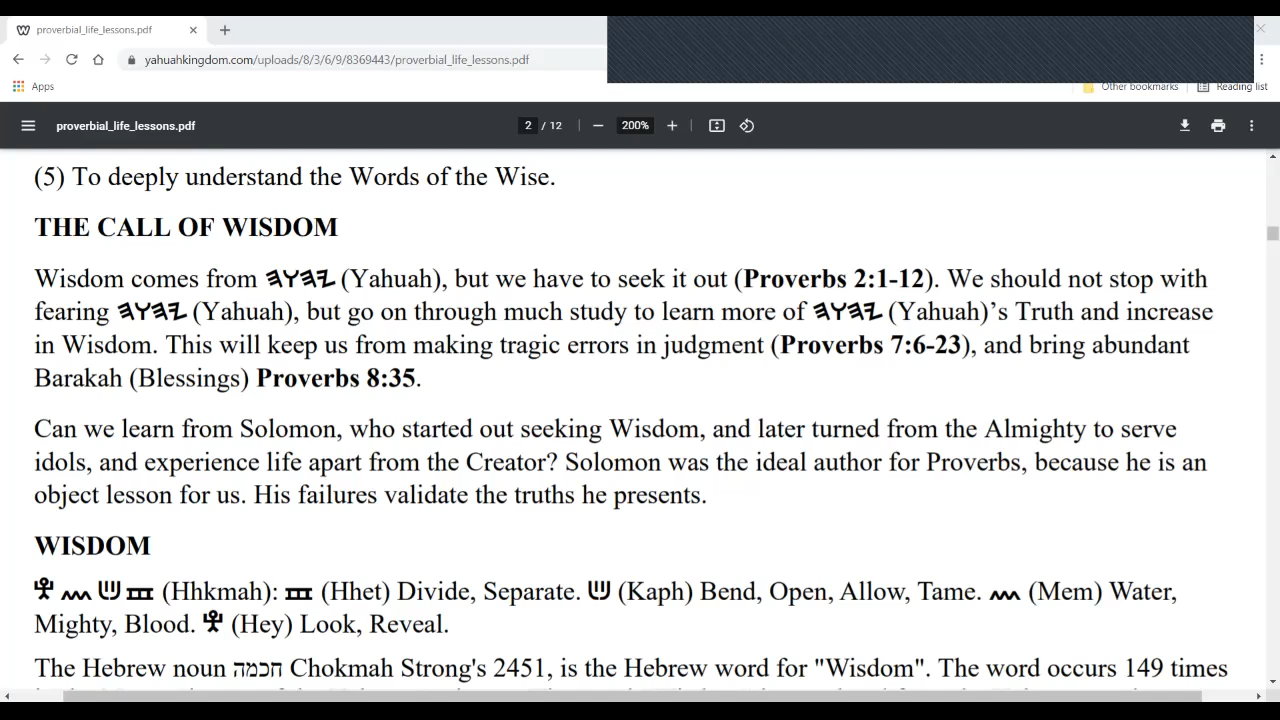 proverbial_life_lessons.pdf
yahuahkingdom.com/uploads/8/3/6/9/8369443/proverbial_life_lessons.pdf
Apps
Other bookmarks
Reading list
proverbial_life_lessons.pdf
2 / 12
200%
(5) To deeply understand the Words of the Wise.
THE CALL OF WISDOM
Wisdom comes from 𐤉𐤄𐤅𐤄 (Yahuah), but we have to seek it out (Proverbs 2:1-12). We should not stop with
fearing 𐤉𐤄𐤅𐤄 (Yahuah), but go on through much study to learn more of 𐤉𐤄𐤅𐤄 (Yahuah)’s Truth and increase
in Wisdom. This will keep us from making tragic errors in judgment (Proverbs 7:6-23), and bring abundant
Barakah (Blessings) Proverbs 8:35.
Can we learn from Solomon, who started out seeking Wisdom, and later turned from the Almighty to serve
idols, and experience life apart from the Creator? Solomon was the ideal author for Proverbs, because he is an
object lesson for us. His failures validate the truths he presents.
WISDOM
(Hhkmah): (Hhet) Divide, Separate. (Kaph) Bend, Open, Allow, Tame. (Mem) Water,
Mighty, Blood. (Hey) Look, Reveal.
The Hebrew noun חכמה Chokmah Strong's 2451, is the Hebrew word for "Wisdom". The word occurs 149 times